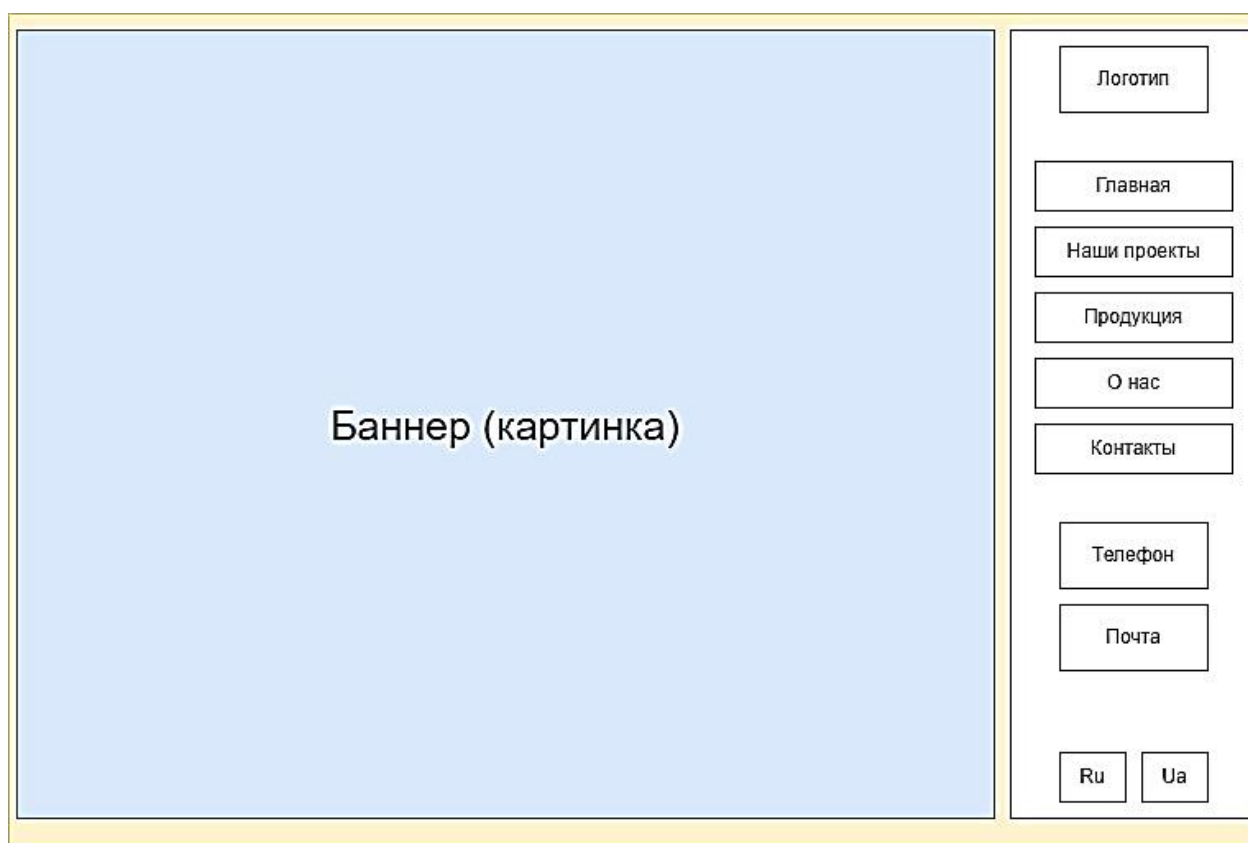 Баннер (картинка)
Логотип
Главная
Наши проекты
Продукция
О нас
Контакты
Телефон
Почта
Ru
Ua